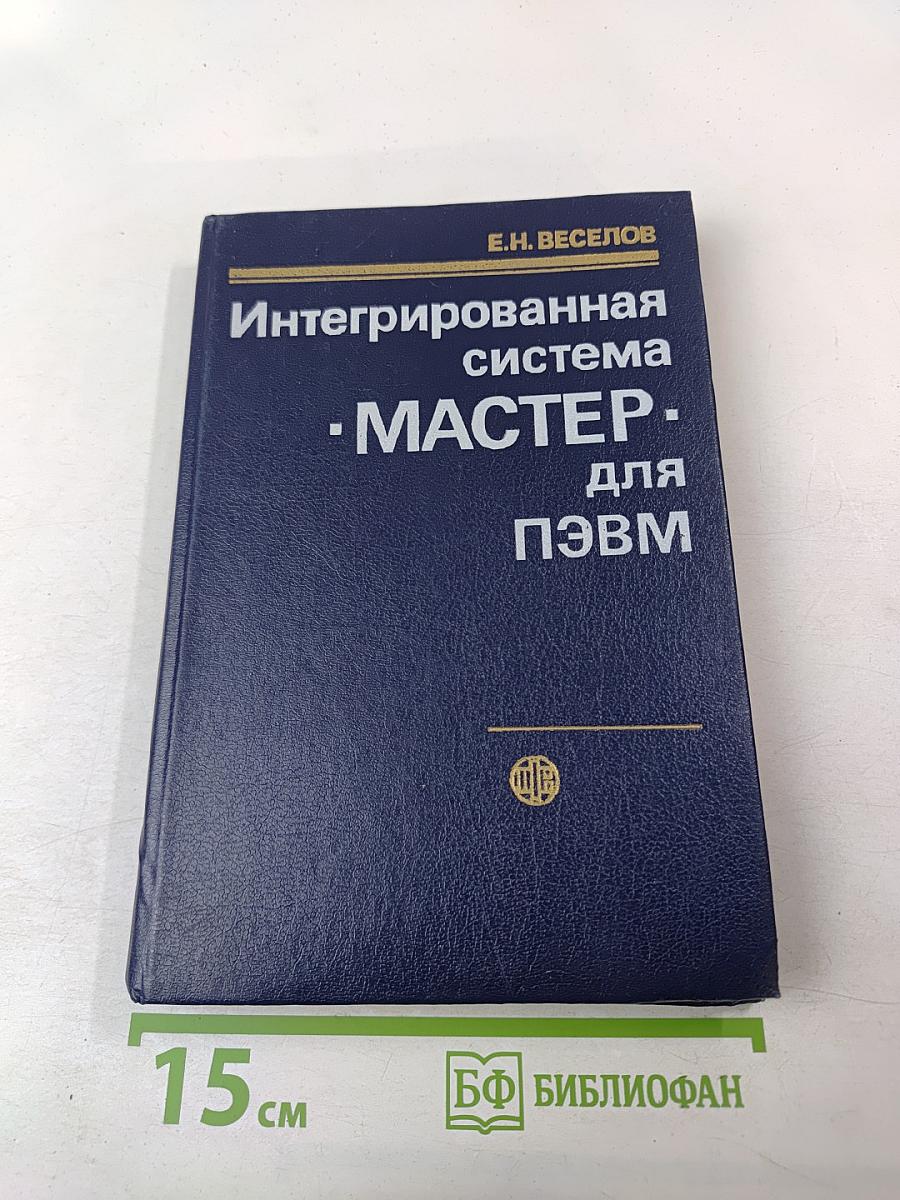 Е.Н. ВЕСЕЛОВ
Интегрированная
система
·МАСТЕР·
для
ПЭВМ
15 см
БФ БИБЛИОФАН